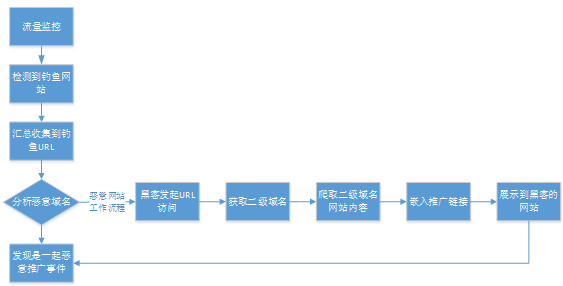 流量监控
检测到钓鱼网
站
汇总收集到钓
鱼URL
分析恶意域名
恶意网站
工作流程
黑客发起URL
访问
获取二级域名
爬取二级域名
网站内容
嵌入推广链接
展示到黑客的
网站
发现是一起恶
意推广事件